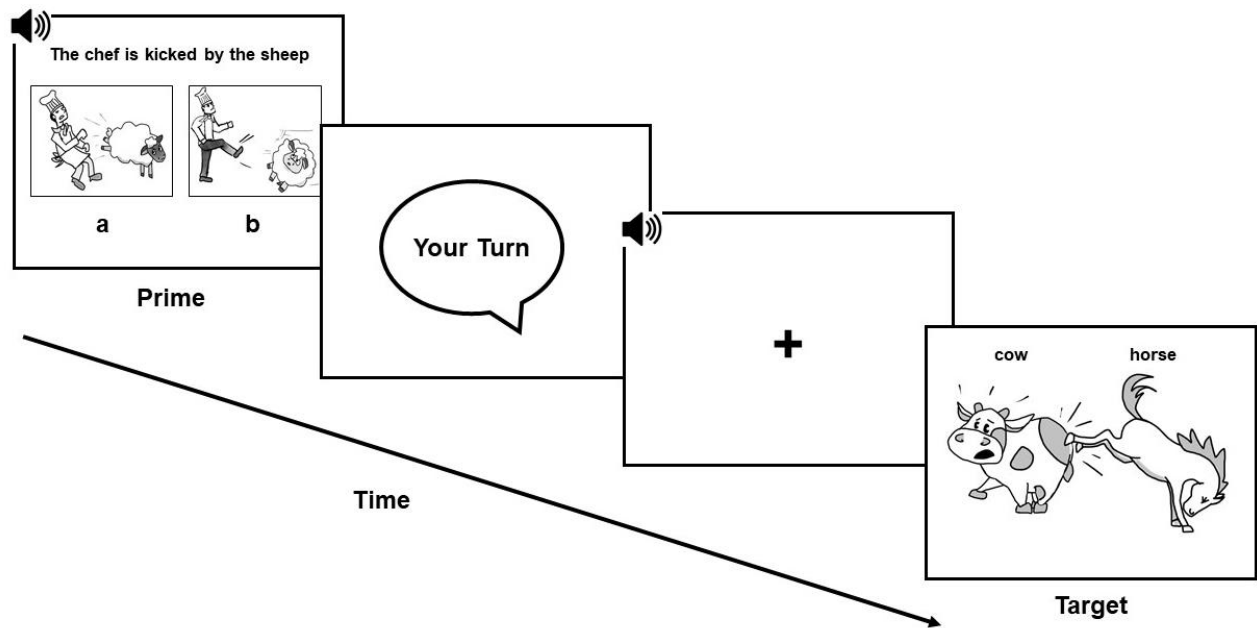 The chef is kicked by the sheep
a
b
Prime
Your Turn
+
cow
horse
Target
Time